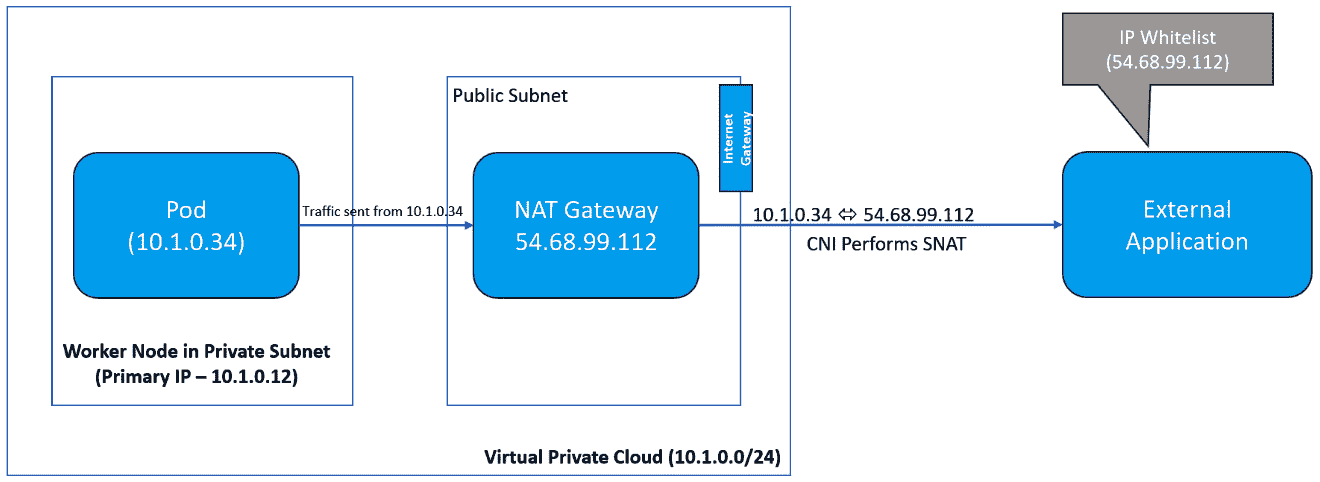 IP Whitelist
(54.68.99.112)
Public Subnet
Internet
Gateway
Pod
(10.1.0.34)
Traffic sent from 10.1.0.34
NAT Gateway
54.68.99.112
10.1.0.34 ⬄ 54.68.99.112
CNI Performs SNAT
External
Application
Worker Node in Private Subnet
(Primary IP – 10.1.0.12)
Virtual Private Cloud (10.1.0.0/24)